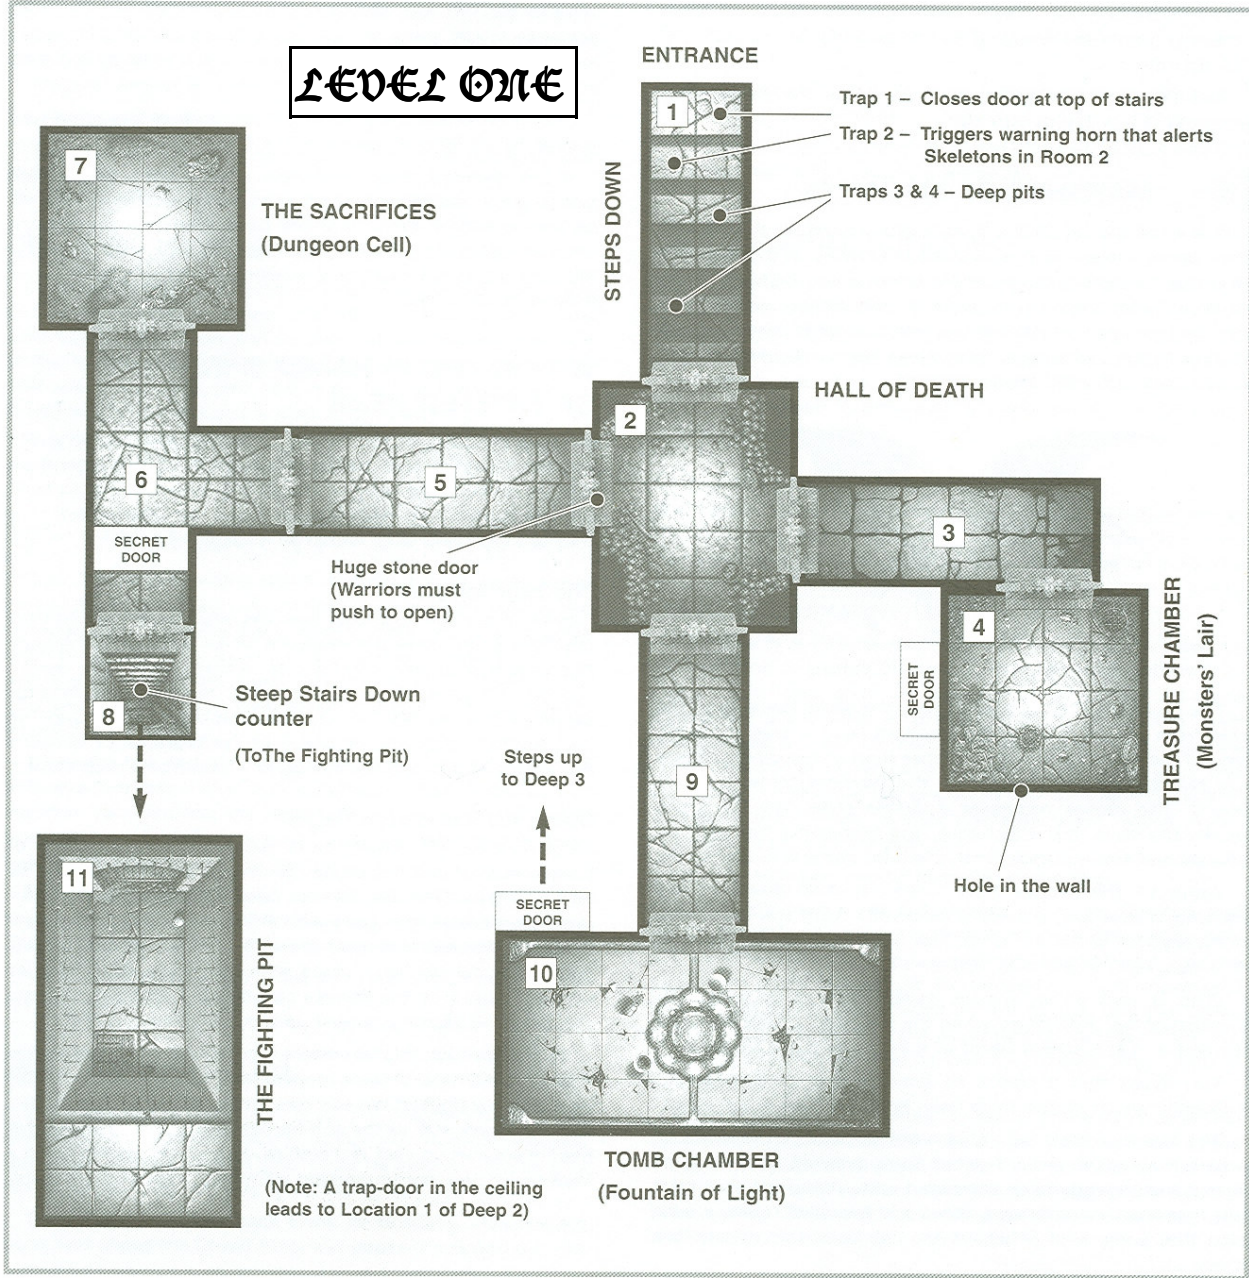 LEVEL ONE
ENTRANCE
1
Trap 1 – Closes door at top of stairs
Trap 2 – Triggers warning horn that alerts
Skeletons in Room 2
Traps 3 & 4 – Deep pits
STEPS DOWN
7
THE SACRIFICES
(Dungeon Cell)
HALL OF DEATH
2
6
5
3
SECRET
DOOR
Huge stone door
(Warriors must
push to open)
4
SECRET
DOOR
TREASURE CHAMBER
(Monsters' Lair)
8
Steep Stairs Down
counter
(ToThe Fighting Pit)
Steps up
to Deep 3
9
Hole in the wall
11
SECRET
DOOR
10
THE FIGHTING PIT
TOMB CHAMBER
(Fountain of Light)
(Note: A trap-door in the ceiling
leads to Location 1 of Deep 2)